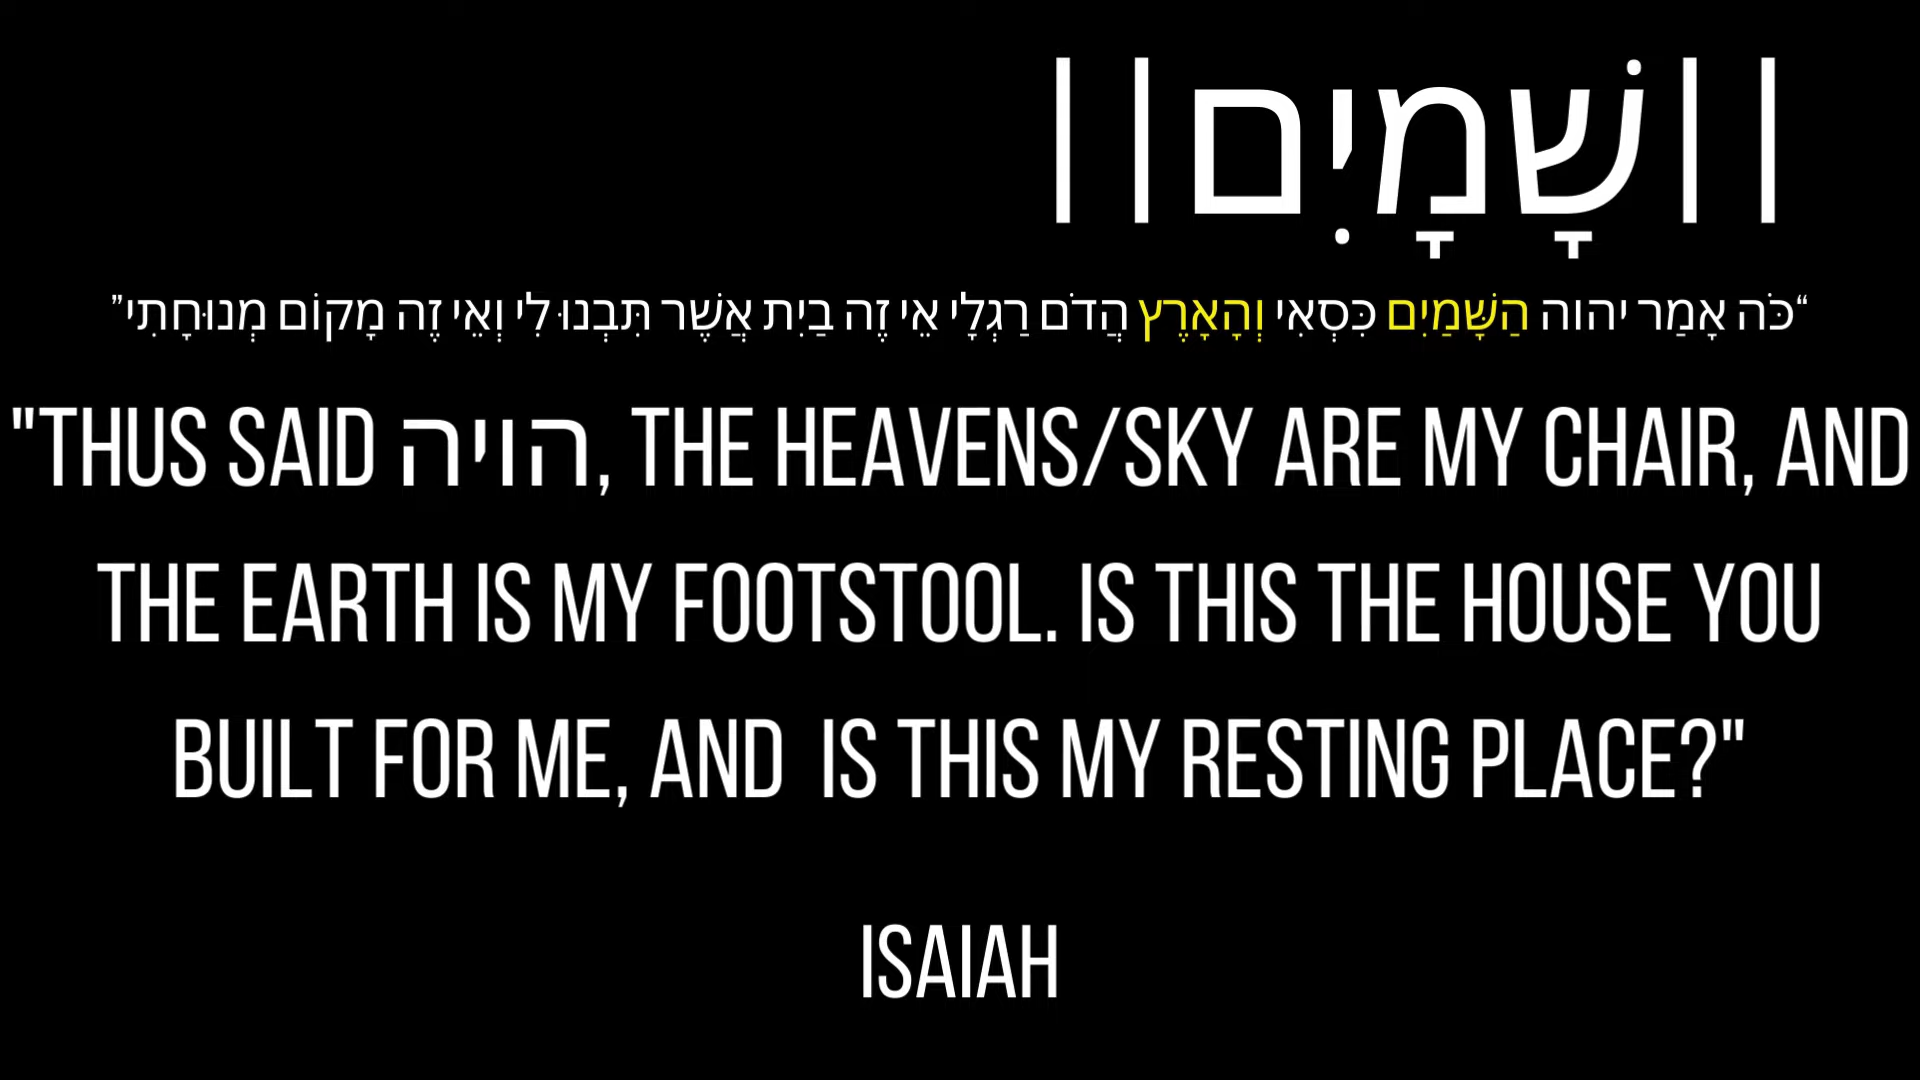 ||שָׁמָיִם||
“כֹּה אָמַר יהוה הַשָּׁמַיִם כִּסְאִי וְהָאָרֶץ הֲדֹם רַגְלָי אֵי זֶה בַיִת אֲשֶׁר תִּבְנוּ לִי וְאֵי זֶה מָקוֹם מְנוּחָתִי”
"THUS SAID הויה, THE HEAVENS/SKY ARE MY CHAIR, AND
THE EARTH IS MY FOOTSTOOL. IS THIS THE HOUSE YOU
BUILT FOR ME, AND IS THIS MY RESTING PLACE?"
ISAIAH